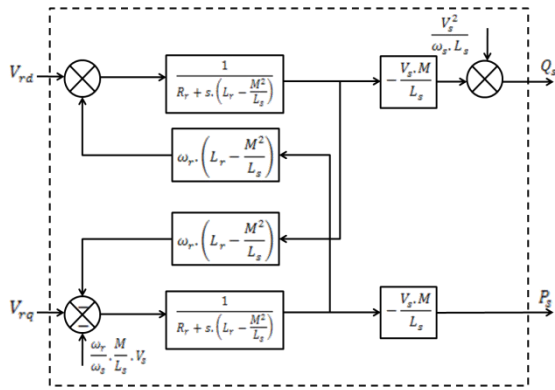 V_s^2 / ω_s.L_s
V_rd
1 / R_r + s.(L_r − M^2/L_s)
− V_s.M / L_s
Q_s
ω_r.(L_r − M^2/L_s)
ω_r.(L_r − M^2/L_s)
V_rq
− −
1 / R_r + s.(L_r − M^2/L_s)
− V_s.M / L_s
P_s
ω_r/ω_s . M/L_s . V_s